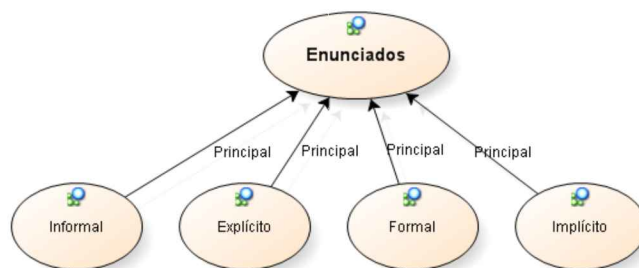 Enunciados
Principal
Principal
Principal
Principal
Informal
Explícito
Formal
Implícito